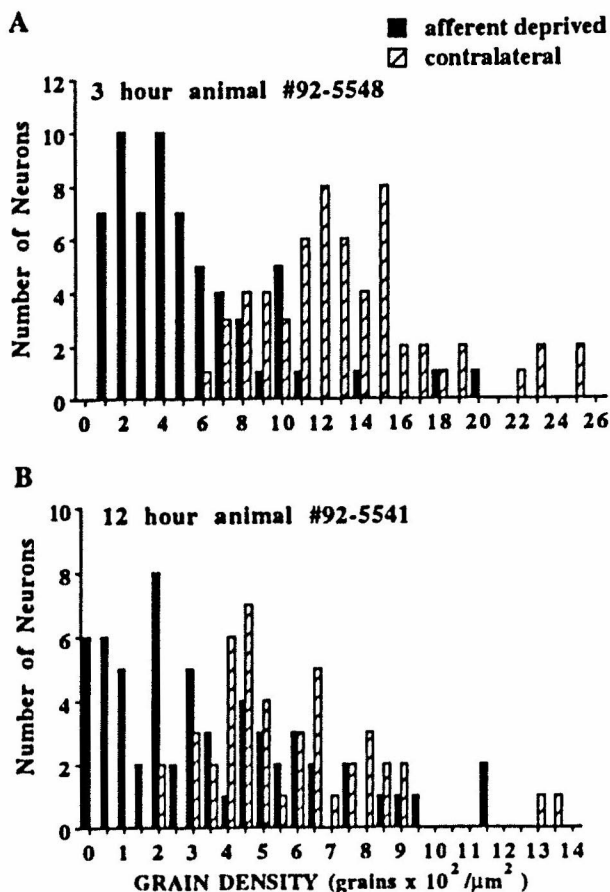 A
afferent deprived
contralateral
3 hour animal #92-5548
Number of Neurons
12
10
8
6
4
2
0
0 2 4 6 8 10 12 14 16 18 20 22 24 26
B
12 hour animal #92-5541
Number of Neurons
10
8
6
4
2
0
0 1 2 3 4 5 6 7 8 9 10 11 12 13 14
GRAIN DENSITY (grains x 10²/µm²)